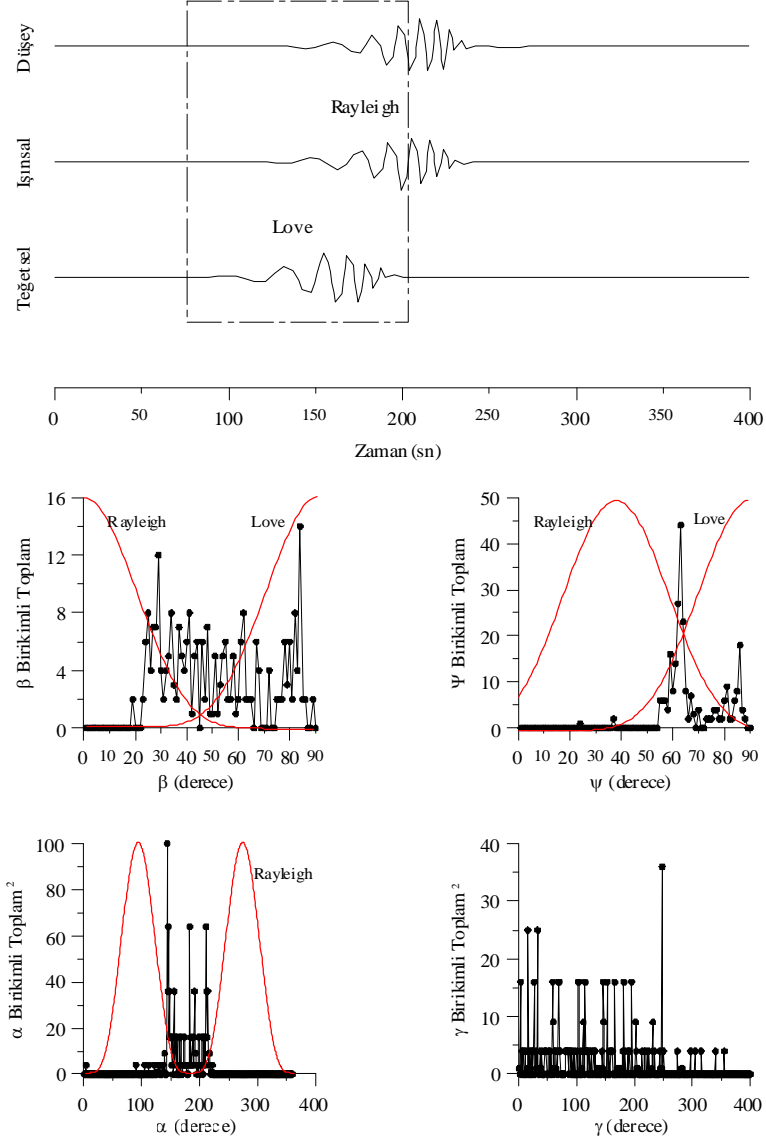 Düşey
Rayleigh
Işınsal
Love
Teğetsel
0 50 100 150 200 250 300 350 400
Zaman (sn)
16
12
8
4
0
β Birikimli Toplam
Rayleigh
Love
0 10 20 30 40 50 60 70 80 90
β (derece)
50
40
30
20
10
0
Ψ Birikimli Toplam
Rayleigh
Love
0 10 20 30 40 50 60 70 80 90
ψ (derece)
100
80
60
40
20
0
α Birikimli Toplam²
Rayleigh
0 100 200 300 400
α (derece)
40
30
20
10
0
γ Birikimli Toplam²
0 100 200 300 400
γ (derece)